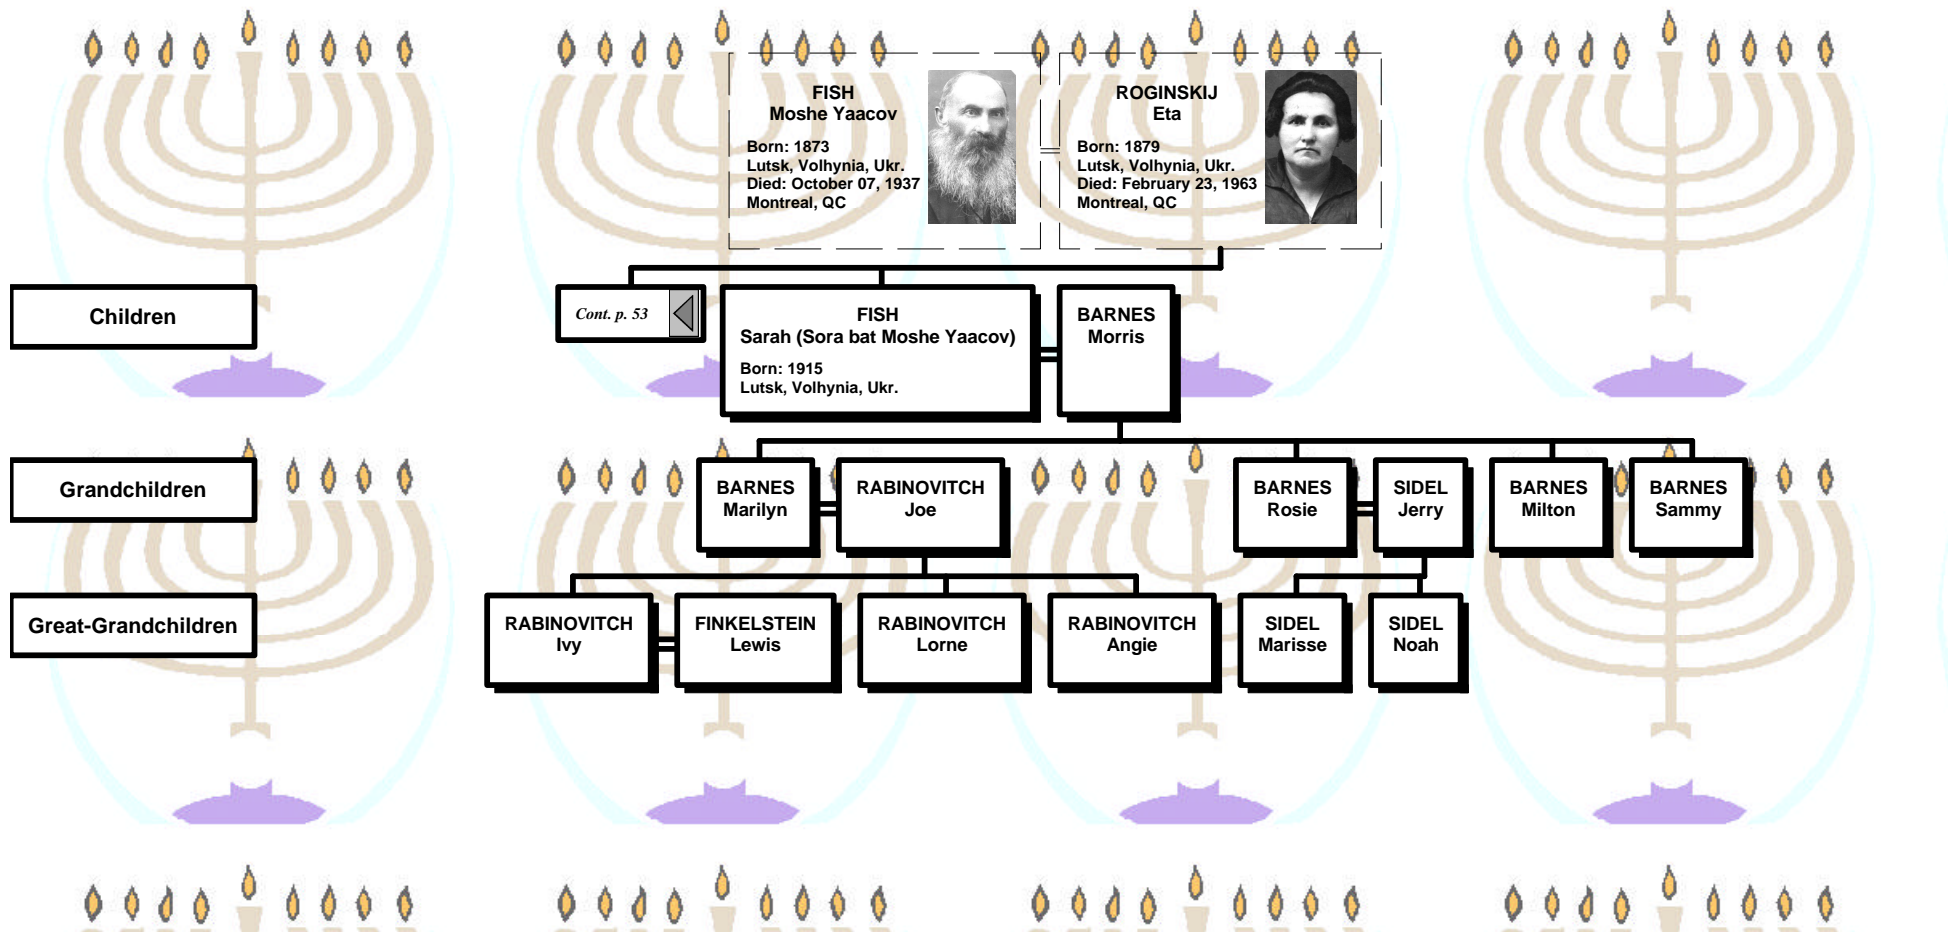 FISH
Moshe Yaacov
Born: 1873
Lutsk, Volhynia, Ukr.
Died: October 07, 1937
Montreal, QC
ROGINSKIJ
Eta
Born: 1879
Lutsk, Volhynia, Ukr.
Died: February 23, 1963
Montreal, QC
Children
Cont. p. 53
FISH
Sarah (Sora bat Moshe Yaacov)
Born: 1915
Lutsk, Volhynia, Ukr.
BARNES
Morris
Grandchildren
BARNES
Marilyn
RABINOVITCH
Joe
BARNES
Rosie
SIDEL
Jerry
BARNES
Milton
BARNES
Sammy
Great-Grandchildren
RABINOVITCH
Ivy
FINKELSTEIN
Lewis
RABINOVITCH
Lorne
RABINOVITCH
Angie
SIDEL
Marisse
SIDEL
Noah